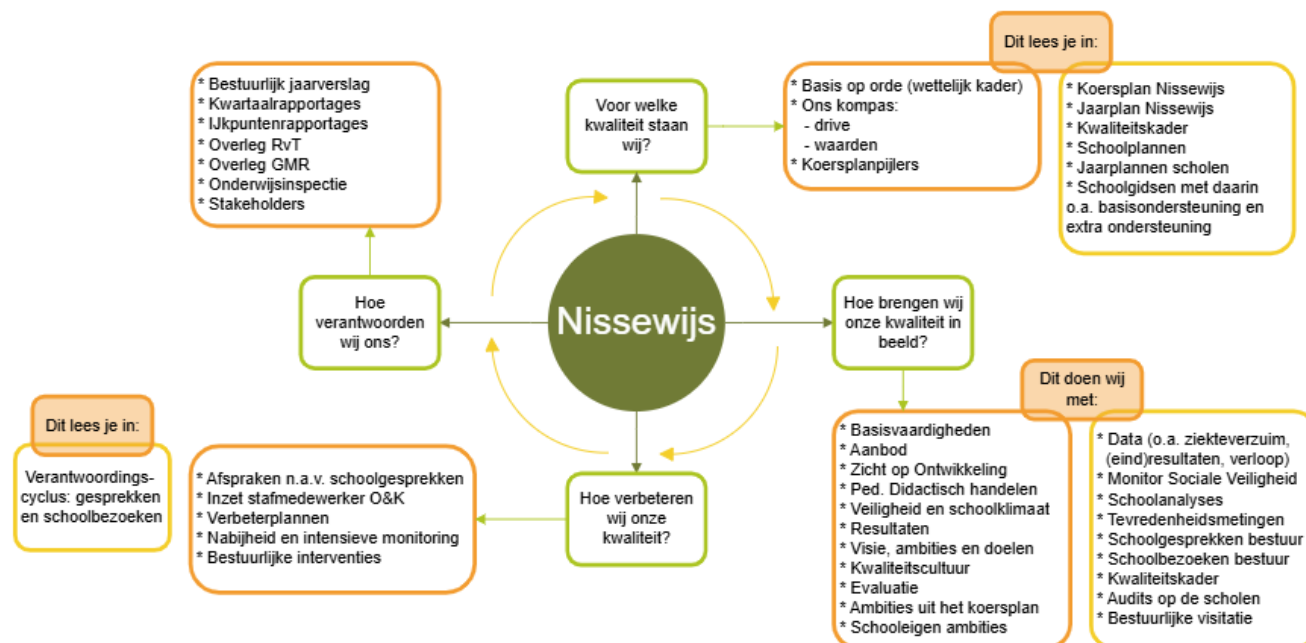 Dit lees je in:
* Bestuurlijk jaarverslag
* Kwartaalrapportages
* IJkpuntenrapportages
* Overleg RvT
* Overleg GMR
* Onderwijsinspectie
* Stakeholders
Voor welke
kwaliteit staan
wij?
* Basis op orde (wettelijk kader)
* Ons kompas:
- drive
- waarden
* Koersplanpijlers
* Koersplan Nissewijs
* Jaarplan Nissewijs
* Kwaliteitskader
* Schoolplannen
* Jaarplannen scholen
* Schoolgidsen met daarin
o.a. basisondersteuning en
extra ondersteuning
Hoe
verantwoorden
wij ons?
Nissewijs
Hoe brengen wij
onze kwaliteit in
beeld?
Dit doen wij
met:
Dit lees je in:
Verantwoordings-
cyclus: gesprekken
en schoolbezoeken
* Afspraken n.a.v. schoolgesprekken
* Inzet stafmedewerker O&K
* Verbeterplannen
* Nabijheid en intensieve monitoring
* Bestuurlijke interventies
Hoe verbeteren
wij onze
kwaliteit?
* Basisvaardigheden
* Aanbod
* Zicht op Ontwikkeling
* Ped. Didactisch handelen
* Veiligheid en schoolklimaat
* Resultaten
* Visie, ambities en doelen
* Kwaliteitscultuur
* Evaluatie
* Ambities uit het koersplan
* Schooleigen ambities
* Data (o.a. ziekteverzuim,
(eind)resultaten, verloop)
* Monitor Sociale Veiligheid
* Schoolanalyses
* Tevredenheidsmetingen
* Schoolgesprekken bestuur
* Schoolbezoeken bestuur
* Kwaliteitskader
* Audits op de scholen
* Bestuurlijke visitatie